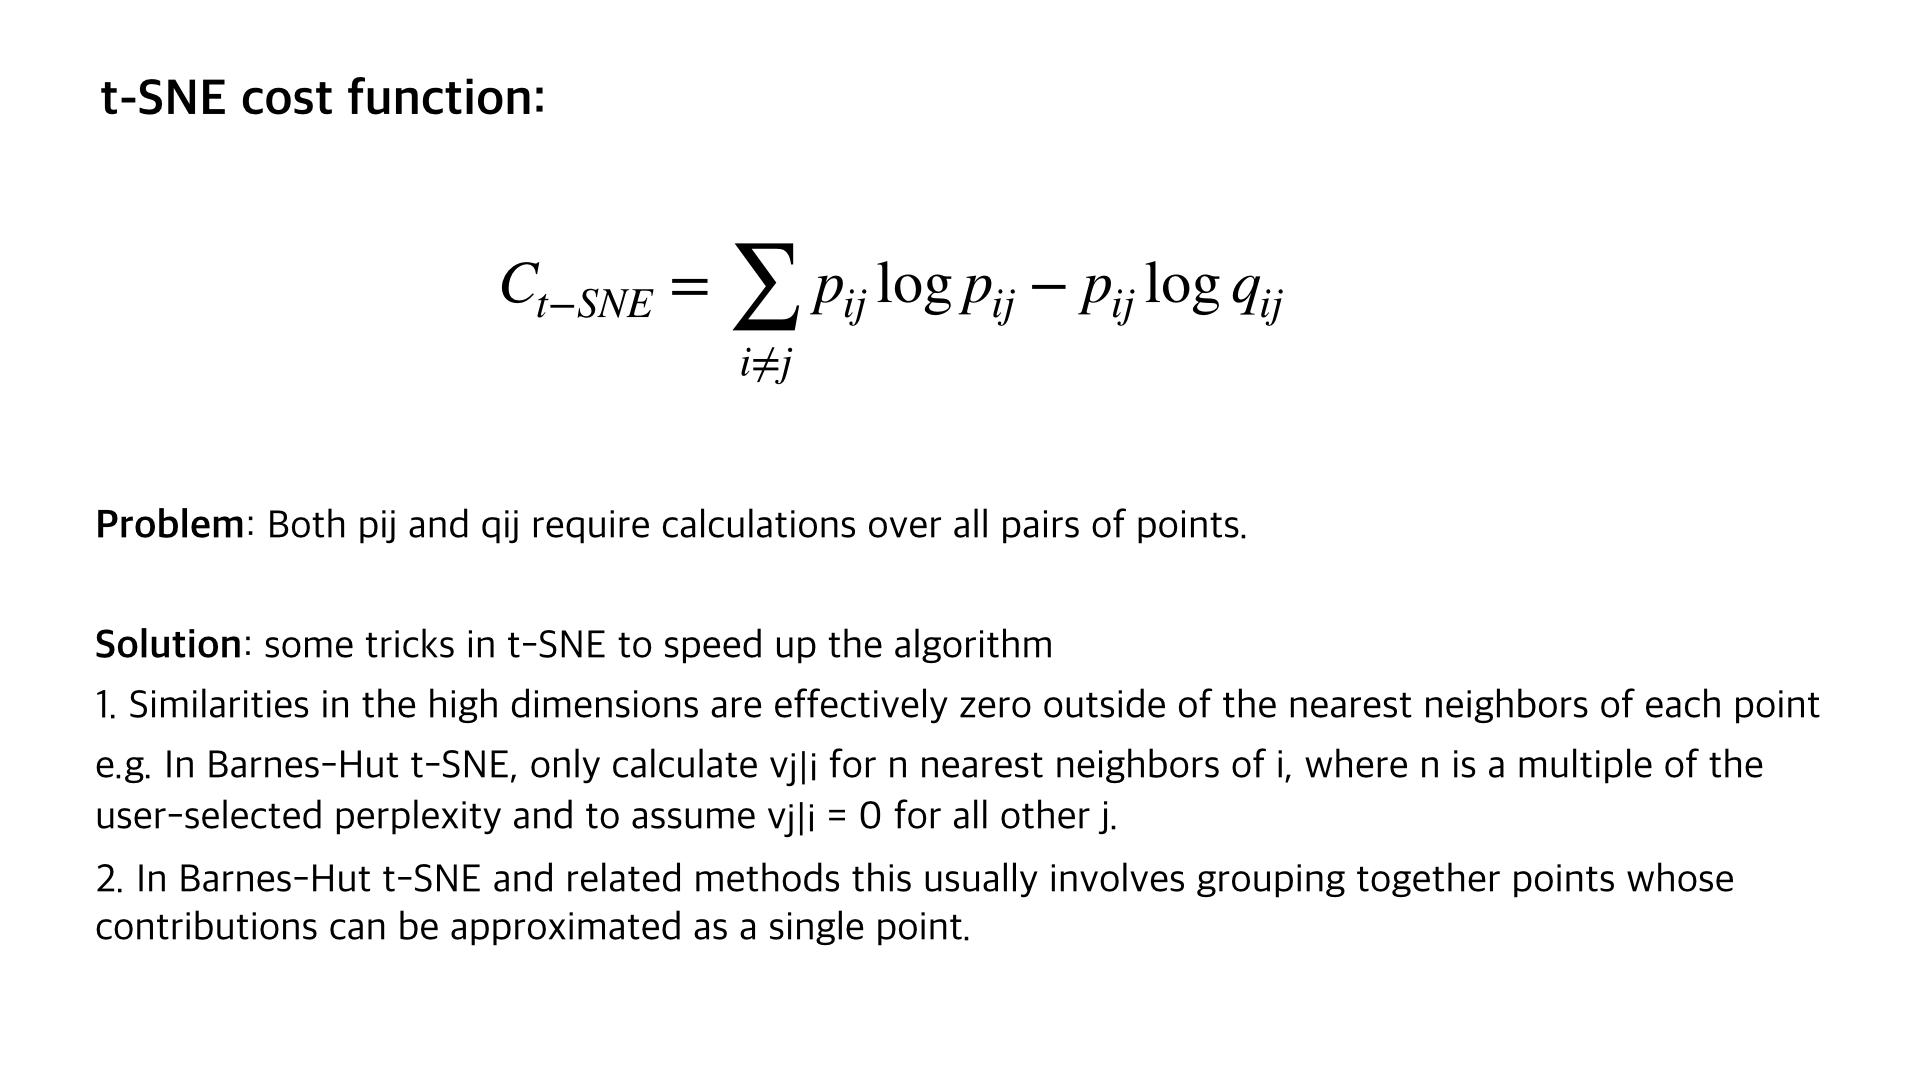 t-SNE cost function:
C_{t−SNE} = ∑_{i≠j} p_{ij} log p_{ij} − p_{ij} log q_{ij}
Problem: Both pij and qij require calculations over all pairs of points.
Solution: some tricks in t-SNE to speed up the algorithm
1. Similarities in the high dimensions are effectively zero outside of the nearest neighbors of each point
e.g. In Barnes-Hut t-SNE, only calculate vj|i for n nearest neighbors of i, where n is a multiple of the
user-selected perplexity and to assume vj|i = 0 for all other j.
2. In Barnes-Hut t-SNE and related methods this usually involves grouping together points whose
contributions can be approximated as a single point.